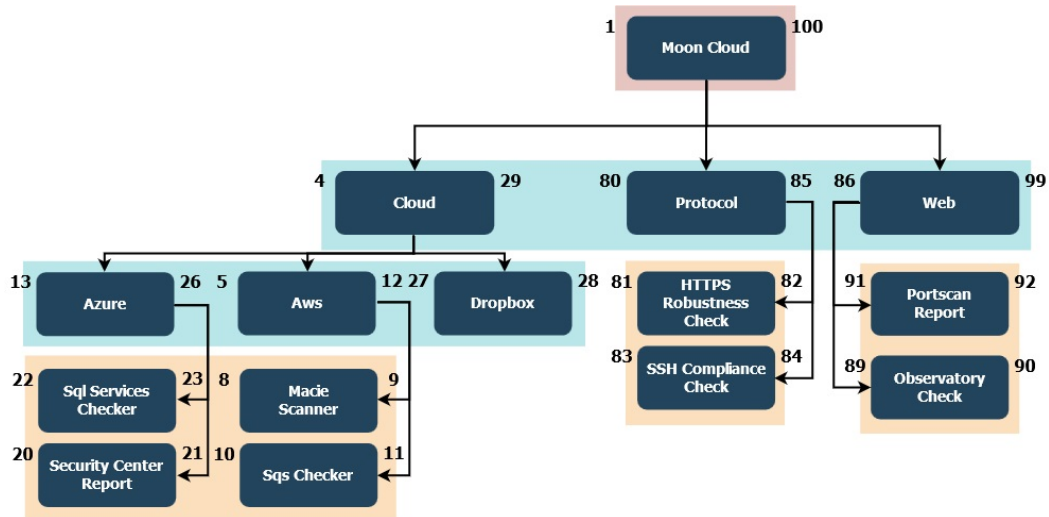 1 Moon Cloud 100
4 Cloud 29
80 Protocol 85
86 Web 99
13 Azure 26
5 Aws 12
27 Dropbox 28
81 HTTPS 82
Robustness
Check
91 Portscan 92
Report
83 SSH Compliance 84
Check
89 Observatory 90
Check
22 Sql Services 23
Checker
8 Macie 9
Scanner
20 Security Center 21
Report
10 Sqs Checker 11